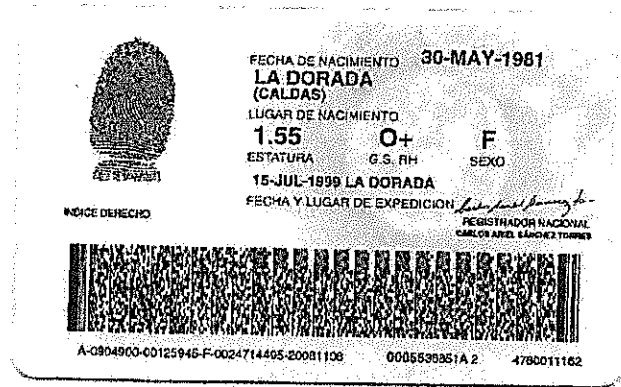 FECHA DE NACIMIENTO 30-MAY-1981
LA DORADA
(CALDAS)
LUGAR DE NACIMIENTO
1.55 O+ F
ESTATURA G.S. RH SEXO
15-JUL-1999 LA DORADA
FECHA Y LUGAR DE EXPEDICION
INDICE DERECHO
REGISTRADOR NACIONAL
CARLOS ARIEL SÁNCHEZ TORRES
A-0904900-00125945-F-0024714495-20081108 4780011162